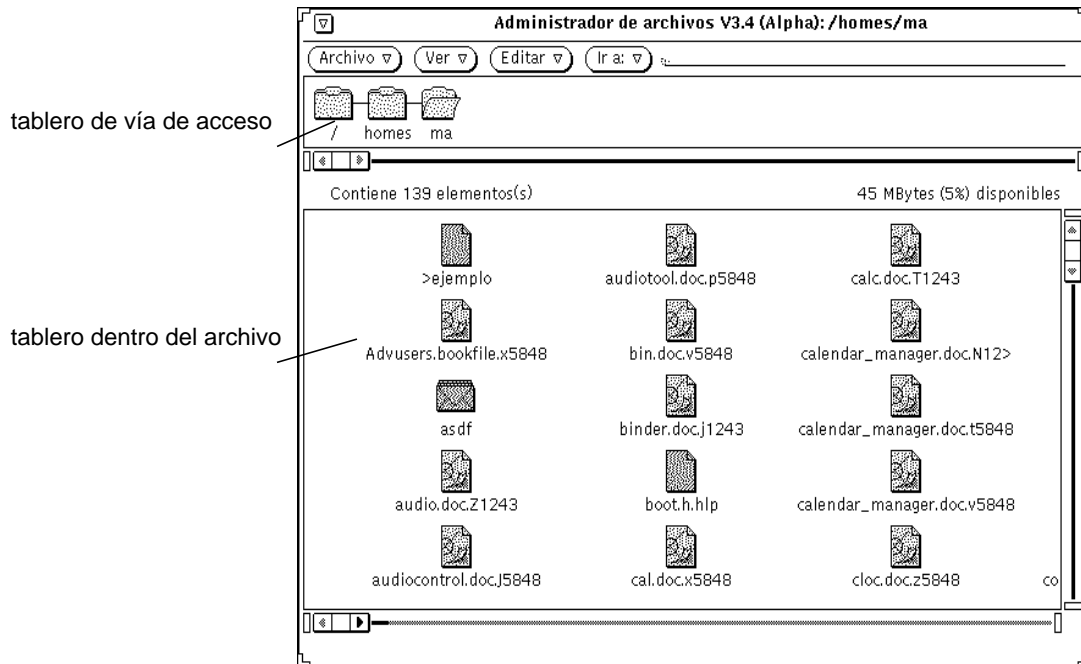 Administrador de archivos V3.4 (Alpha): /homes/ma
Archivo Ver Editar Ir a:
tablero de vía de acceso
/ homes ma
Contiene 139 elementos(s) 45 MBytes (5%) disponibles
>ejemplo audiotool.doc.p5848 calc.doc.T1243
tablero dentro del archivo
Advusers.bookfile.x5848 bin.doc.v5848 calendar_manager.doc.N12>
asdf binder.doc.j1243 calendar_manager.doc.t5848
audio.doc.Z1243 boot.h.hlp calendar_manager.doc.v5848
audiocontrol.doc.J5848 cal.doc.x5848 cloc.doc.z5848 co